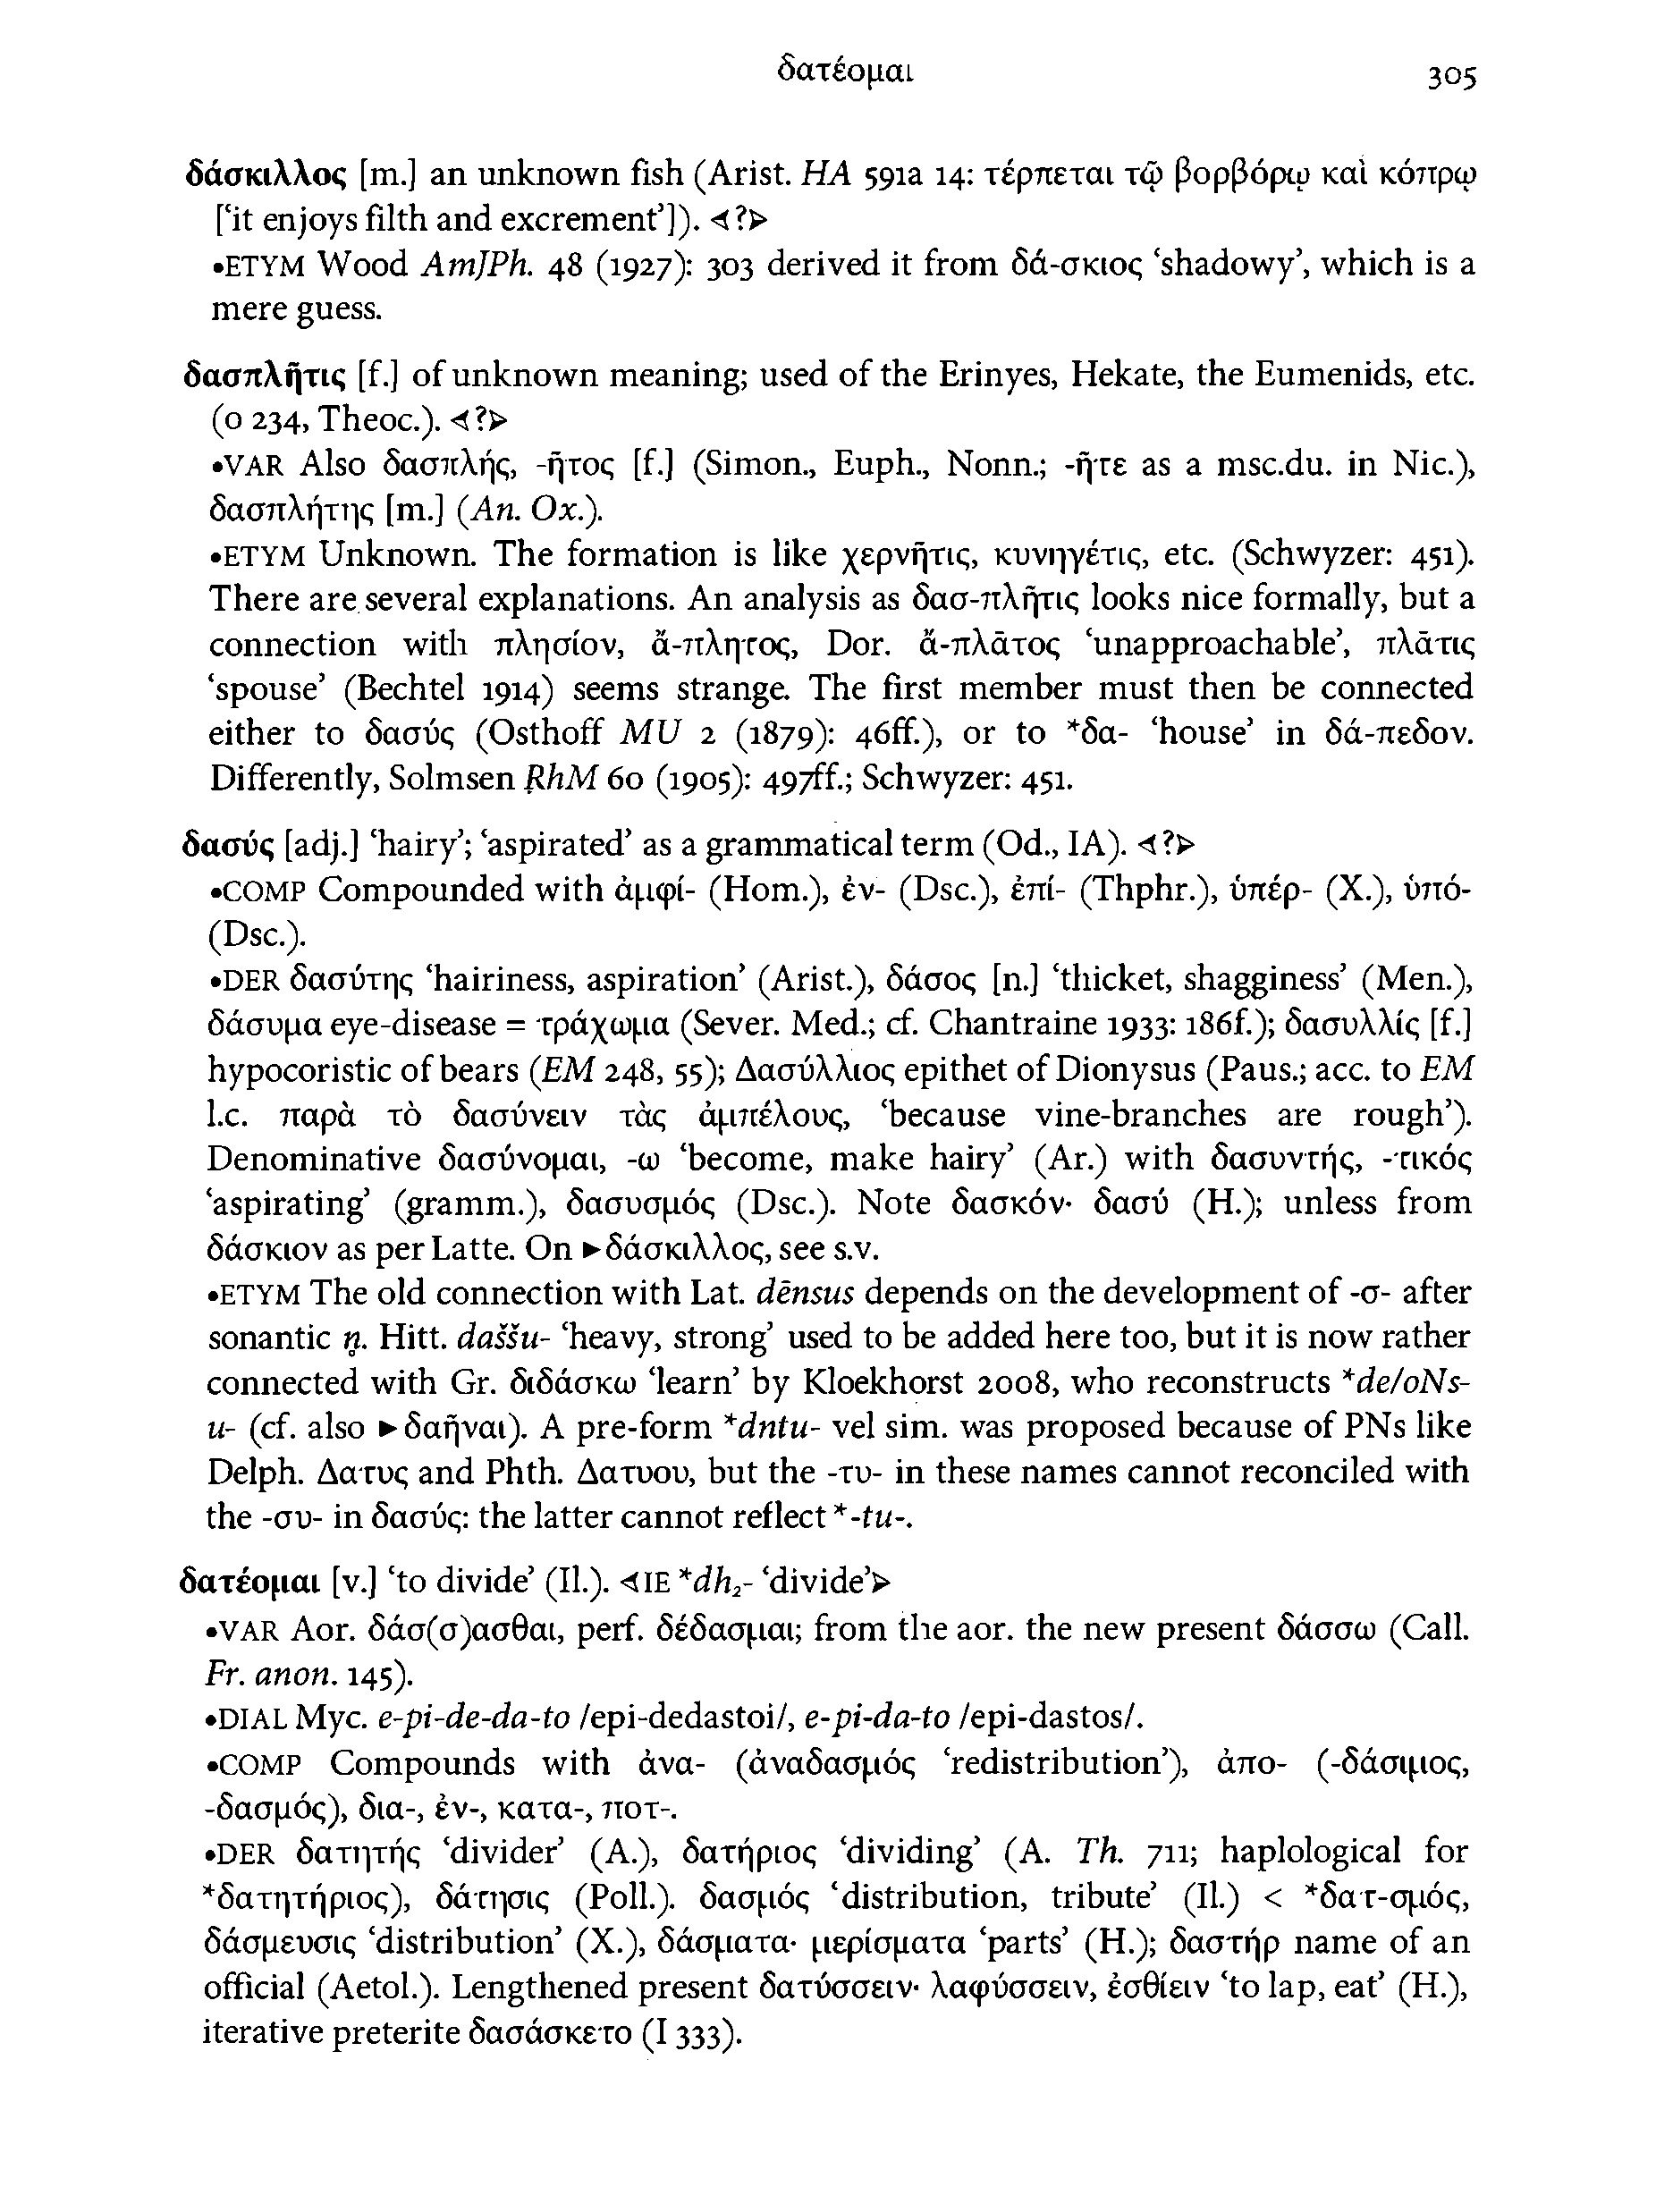 δατέομαι 305
δάσκιλλος [m.] an unknown fish (Arist. HA 591a 14: τέρπεται τῷ βορβόρῳ καὶ κόπρῳ
[‘it enjoys filth and excrement’]). ⊲?⊳
•ETYM Wood AmJPh. 48 (1927): 303 derived it from δά-σκιος ‘shadowy’, which is a
mere guess.
δασπλῆτις [f.] of unknown meaning; used of the Erinyes, Hekate, the Eumenids, etc.
(ο 234, Theoc.). ⊲?⊳
•VAR Also δασπλής, -ῆτος [f.] (Simon., Euph., Nonn.; -ῆτε as a msc.du. in Nic.),
δασπλήτης [m.] (An. Ox.).
•ETYM Unknown. The formation is like χερνῆτις, κυνηγέτις, etc. (Schwyzer: 451).
There are several explanations. An analysis as δασ-πλῆτις looks nice formally, but a
connection with πλησίον, ἄ-πλητος, Dor. ἄ-πλᾱτος ‘unapproachable’, πλᾶτις
‘spouse’ (Bechtel 1914) seems strange. The first member must then be connected
either to δασύς (Osthoff MU 2 (1879): 46ff.), or to *δα- ‘house’ in δά-πεδον.
Differently, Solmsen RhM 60 (1905): 497ff.; Schwyzer: 451.
δασύς [adj.] ‘hairy’; ‘aspirated’ as a grammatical term (Od., IA). ⊲?⊳
•COMP Compounded with ἀμφί- (Hom.), ἐν- (Dsc.), ἐπί- (Thphr.), ὑπέρ- (X.), ὑπό-
(Dsc.).
•DER δασύτης ‘hairiness, aspiration’ (Arist.), δάσος [n.] ‘thicket, shagginess’ (Men.),
δάσυμα eye-disease = τράχωμα (Sever. Med.; cf. Chantraine 1933: 186f.); δασυλλίς [f.]
hypocoristic of bears (EM 248, 55); Δασύλλιος epithet of Dionysus (Paus.; acc. to EM
l.c. παρὰ τὸ δασύνειν τὰς ἀμπέλους, ‘because vine-branches are rough’).
Denominative δασύνομαι, -ω ‘become, make hairy’ (Ar.) with δασυντής, -τικός
‘aspirating’ (gramm.), δασυσμός (Dsc.). Note δασκόν· δασύ (H.); unless from
δάσκιον as per Latte. On ►δάσκιλλος, see s.v.
•ETYM The old connection with Lat. dēnsus depends on the development of -σ- after
sonantic n̥. Hitt. daššu- ‘heavy, strong’ used to be added here too, but it is now rather
connected with Gr. διδάσκω ‘learn’ by Kloekhorst 2008, who reconstructs *de/oNs-
u- (cf. also ►δαῆναι). A pre-form *dntu- vel sim. was proposed because of PNs like
Delph. Δατυς and Phth. Δατυου, but the -τυ- in these names cannot reconciled with
the -συ- in δασύς: the latter cannot reflect *-tu-.
δατέομαι [v.] ‘to divide’ (Il.). ⊲IE *dh₂- ‘divide’⊳
•VAR Aor. δάσ(σ)ασθαι, perf. δέδασμαι; from the aor. the new present δάσσω (Call.
Fr. anon. 145).
•DIAL Myc. e-pi-de-da-to /epi-dedastoi/, e-pi-da-to /epi-dastos/.
•COMP Compounds with ἀνα- (ἀναδασμός ‘redistribution’), ἀπο- (-δάσιμος,
-δασμός), δια-, ἐν-, κατα-, ποτ-.
•DER δατητής ‘divider’ (A.), δατήριος ‘dividing’ (A. Th. 711; haplological for
*δατητήριος), δάτησις (Poll.). δασμός ‘distribution, tribute’ (Il.) < *δατ-σμός,
δάσμευσις ‘distribution’ (X.), δάσματα· μερίσματα ‘parts’ (H.); δαστήρ name of an
official (Aetol.). Lengthened present δατύσσειν· λαφύσσειν, ἐσθίειν ‘to lap, eat’ (H.),
iterative preterite δασάσκετο (I 333).